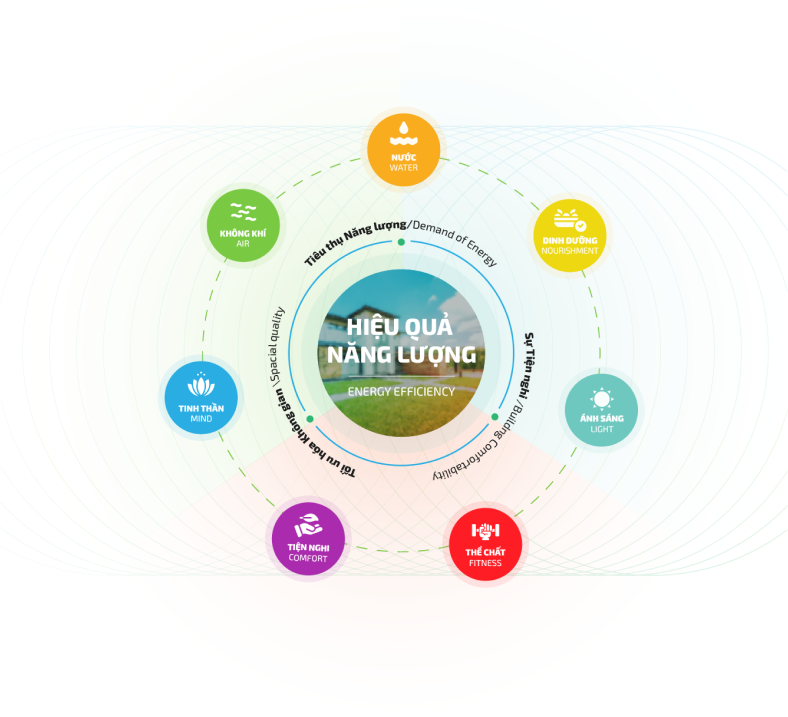 NƯỚC
WATER
KHÔNG KHÍ
AIR
DINH DƯỠNG
NOURISHMENT
Tiêu thụ Năng lượng/Demand of Energy
HIỆU QUẢ
NĂNG LƯỢNG
ENERGY EFFICIENCY
Tối ưu hóa Không gian \Spacial quality
Sự Tiện nghi/Building Comfortability
TINH THẦN
MIND
ÁNH SÁNG
LIGHT
TIỆN NGHI
COMFORT
THỂ CHẤT
FITNESS